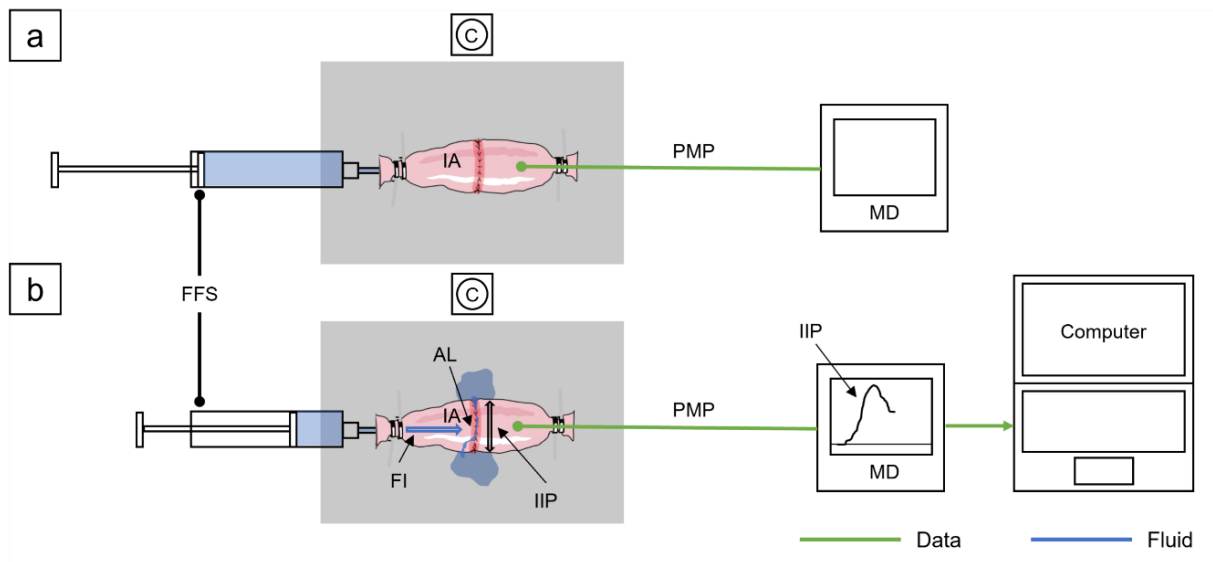 a
©
IA
PMP
MD
FFS
b
©
AL
IA
FI
IIP
PMP
IIP
MD
Computer
Data
Fluid